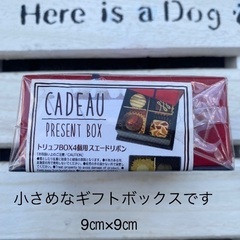 Here is a Dog
CADEAU
PRESENT BOX
トリュフBOX4個用スエードリボン
小さめなギフトボックスです
9cm×9cm